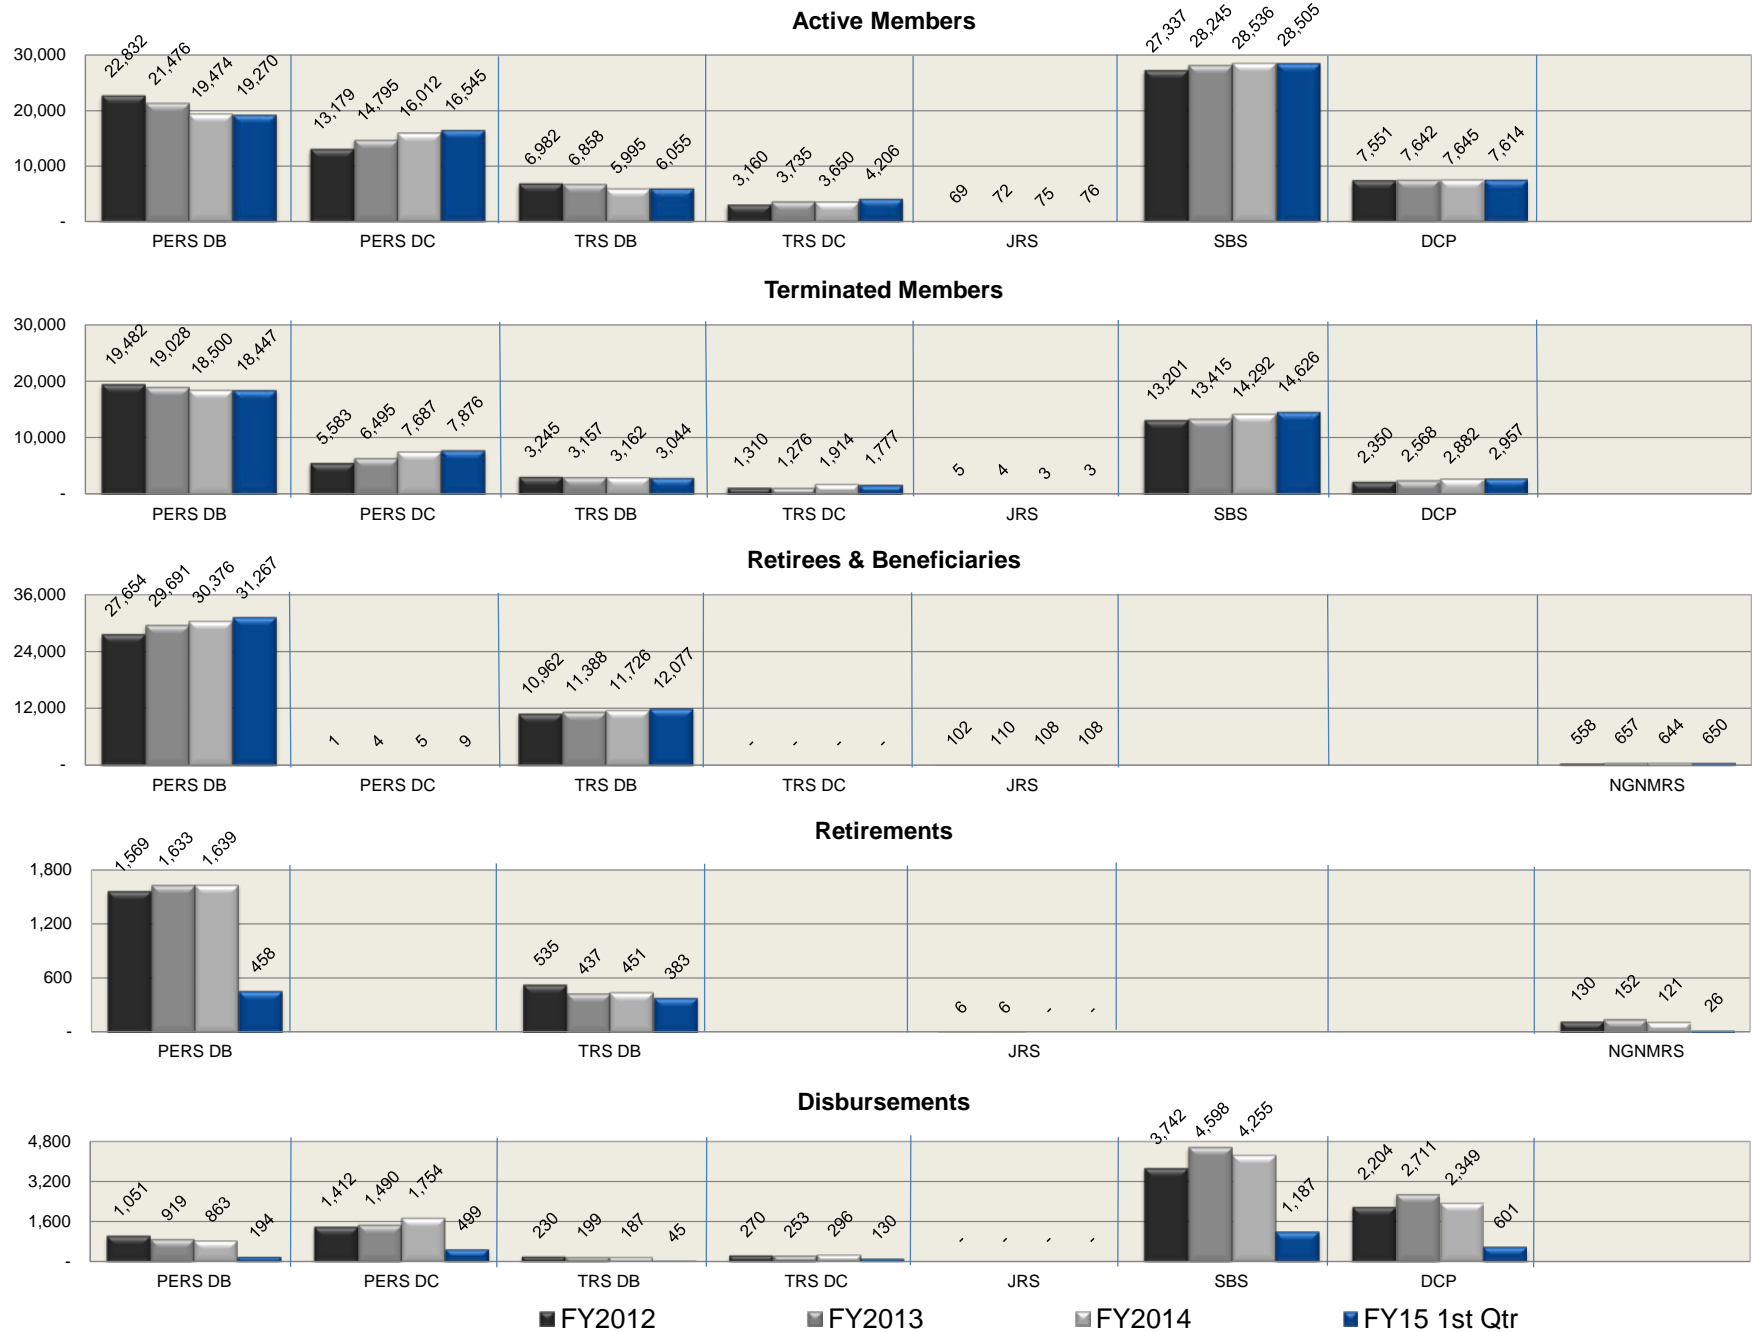 Active Members
30,000
20,000
10,000
-
22,832 21,476 19,474 19,270
13,179 14,795 16,012 16,545
6,982 6,858 5,995 6,055
3,160 3,735 3,650 4,206
69 72 75 76
27,337 28,245 28,536 28,505
7,551 7,642 7,645 7,614
PERS DB PERS DC TRS DB TRS DC JRS SBS DCP
Terminated Members
30,000
20,000
10,000
-
19,482 19,028 18,500 18,447
5,583 6,495 7,687 7,876
3,245 3,157 3,162 3,044
1,310 1,276 1,914 1,777
5 4 3 3
13,201 13,415 14,292 14,626
2,350 2,568 2,882 2,957
PERS DB PERS DC TRS DB TRS DC JRS SBS DCP
Retirees & Beneficiaries
36,000
24,000
12,000
-
27,654 29,691 30,376 31,267
1 4 5 9
10,962 11,388 11,726 12,077
- - - -
102 110 108 108
558 657 644 650
PERS DB PERS DC TRS DB TRS DC JRS NGNMRS
Retirements
1,800
1,200
600
-
1,569 1,633 1,639 458
535 437 451 383
6 6 - -
130 152 121 26
PERS DB TRS DB JRS NGNMRS
Disbursements
4,800
3,200
1,600
-
1,051 919 863 194
1,412 1,490 1,754 499
230 199 187 45
270 253 296 130
- - - -
3,742 4,598 4,255 1,187
2,204 2,711 2,349 601
PERS DB PERS DC TRS DB TRS DC JRS SBS DCP
FY2012 FY2013 FY2014 FY15 1st Qtr